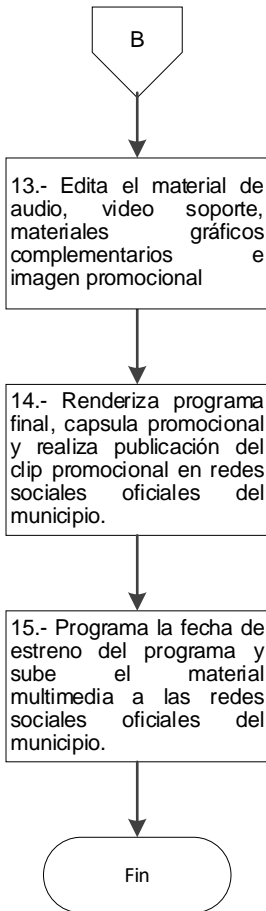 B
13.- Edita el material de
audio, video soporte,
materiales gráficos
complementarios e
imagen promocional
14.- Renderiza programa
final, capsula promocional
y realiza publicación del
clip promocional en redes
sociales oficiales del
municipio.
15.- Programa la fecha de
estreno del programa y
sube el material
multimedia a las redes
sociales oficiales del
municipio.
Fin